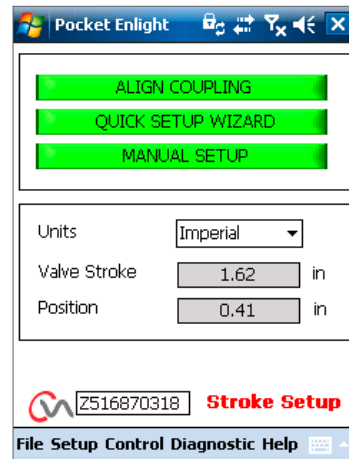 Pocket Enlight
ALIGN COUPLING
QUICK SETUP WIZARD
MANUAL SETUP
Units Imperial
Valve Stroke 1.62 in
Position 0.41 in
Z516870318 Stroke Setup
File Setup Control Diagnostic Help